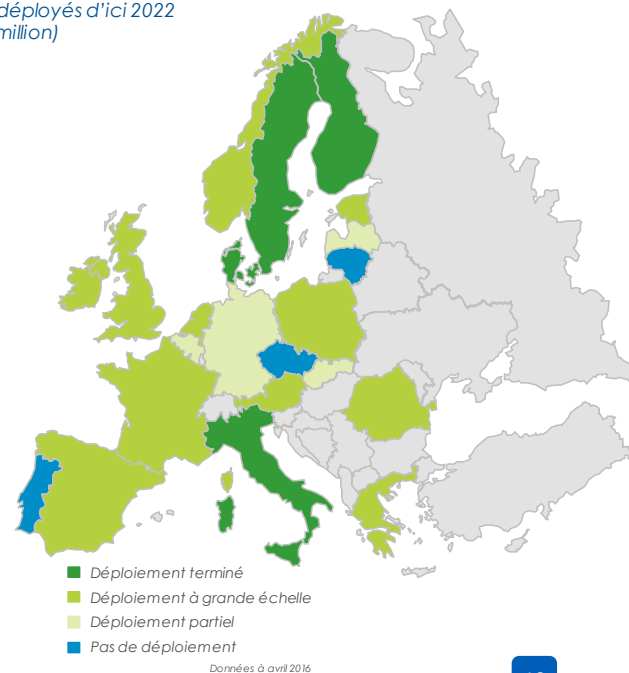 déployés d'ici 2022
million)
Déploiement terminé
Déploiement à grande échelle
Déploiement partiel
Pas de déploiement
Données à avril 2016